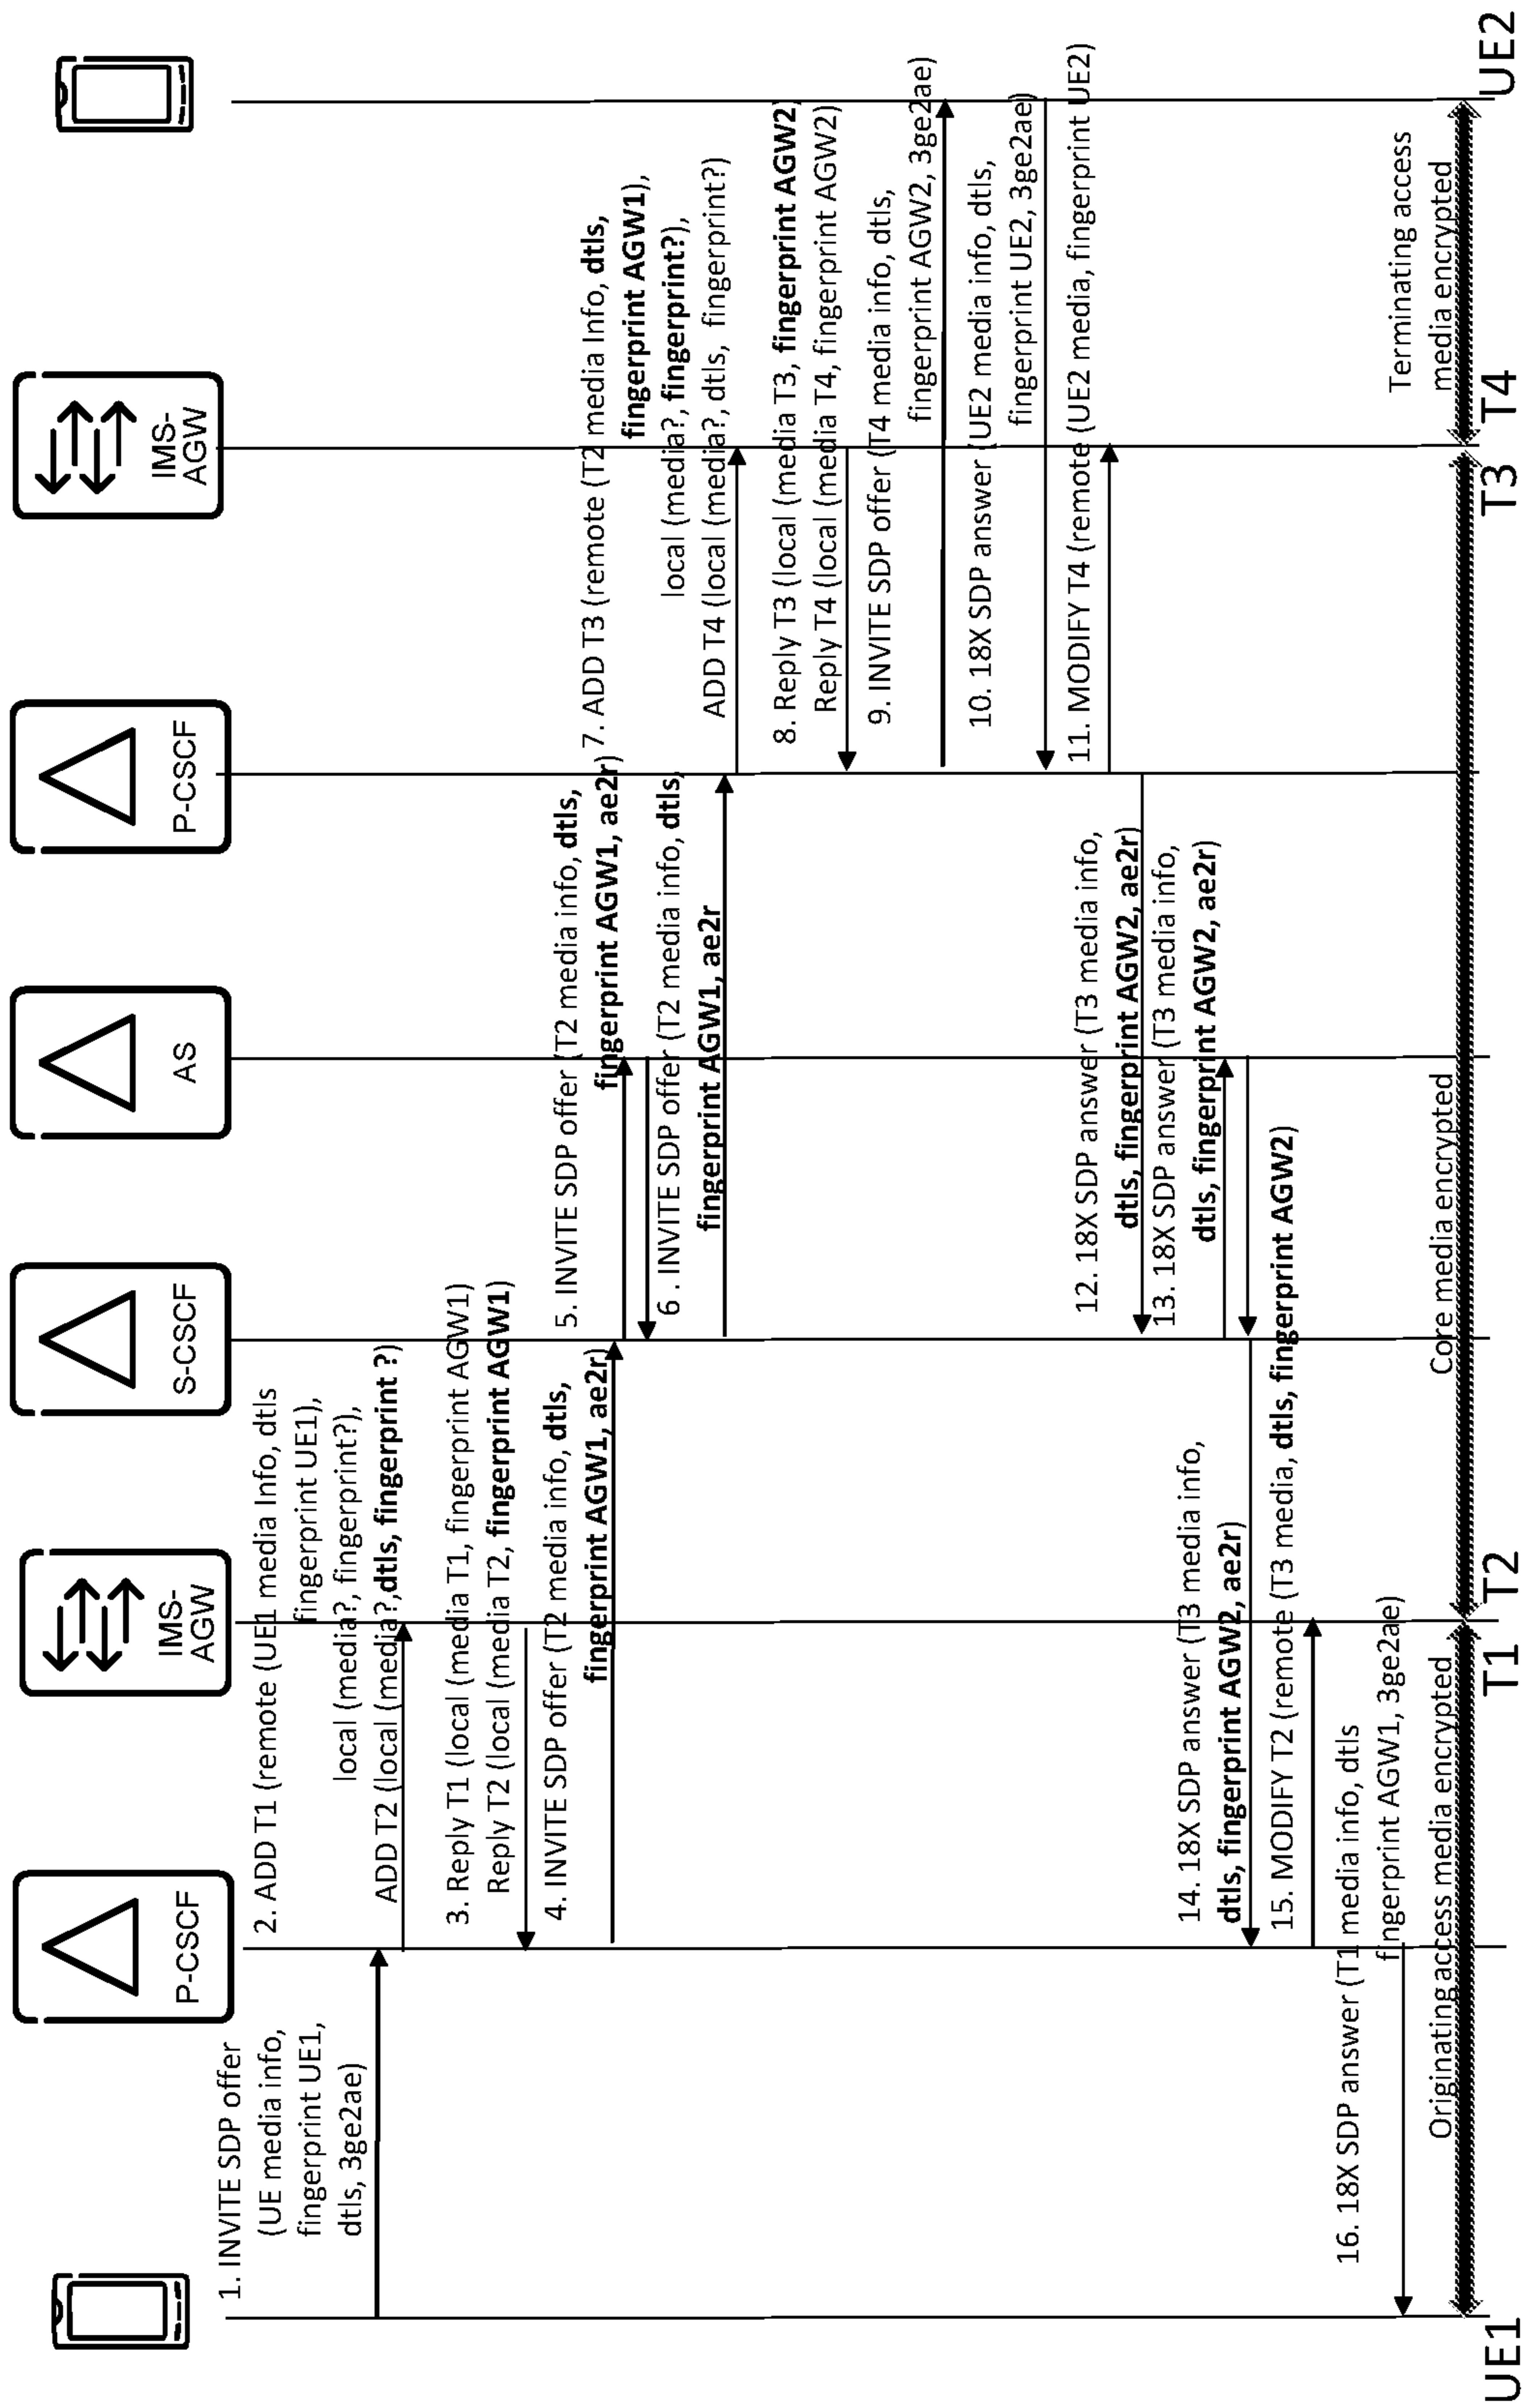 P-CSCF
IMS-
AGW
S-CSCF
AS
P-CSCF
IMS-
AGW
1. INVITE SDP offer
(UE media info,
fingerprint UE1,
dtls, 3ge2ae)
2. ADD T1 (remote (UE1 media Info, dtls
fingerprint UE1),
local (media?, fingerprint?),
ADD T2 (local (media?,dtls, fingerprint ?)
3. Reply T1 (local (media T1, fingerprint AGW1)
Reply T2 (local (media T2, fingerprint AGW1)
4. INVITE SDP offer (T2 media info, dtls,
fingerprint AGW1, ae2r)
5. INVITE SDP offer (T2 media info, dtls,
fingerprint AGW1, ae2r)
6 . INVITE SDP offer (T2 media info, dtls,
fingerprint AGW1, ae2r
7. ADD T3 (remote (T2 media Info, dtls,
fingerprint AGW1),
local (media?, fingerprint?),
ADD T4 (local (media?, dtls, fingerprint?)
8. Reply T3 (local (media T3, fingerprint AGW2)
Reply T4 (local (media T4, fingerprint AGW2)
9. INVITE SDP offer (T4 media info, dtls,
fingerprint AGW2, 3ge2ae)
10. 18X SDP answer (UE2 media info, dtls,
fingerprint UE2, 3ge2ae)
11. MODIFY T4 (remote (UE2 media, fingerprint UE2)
12. 18X SDP answer (T3 media info,
dtls, fingerprint AGW2, ae2r)
13. 18X SDP answer (T3 media info,
dtls, fingerprint AGW2, ae2r)
14. 18X SDP answer (T3 media info,
dtls, fingerprint AGW2, ae2r)
15. MODIFY T2 (remote (T3 media, dtls, fingerprint AGW2)
16. 18X SDP answer (T1 media info, dtls
fingerprint AGW1, 3ge2ae)
Originating access media encrypted
Core media encrypted
Terminating access
media encrypted
UE1
T1
T2
T3
T4
UE2